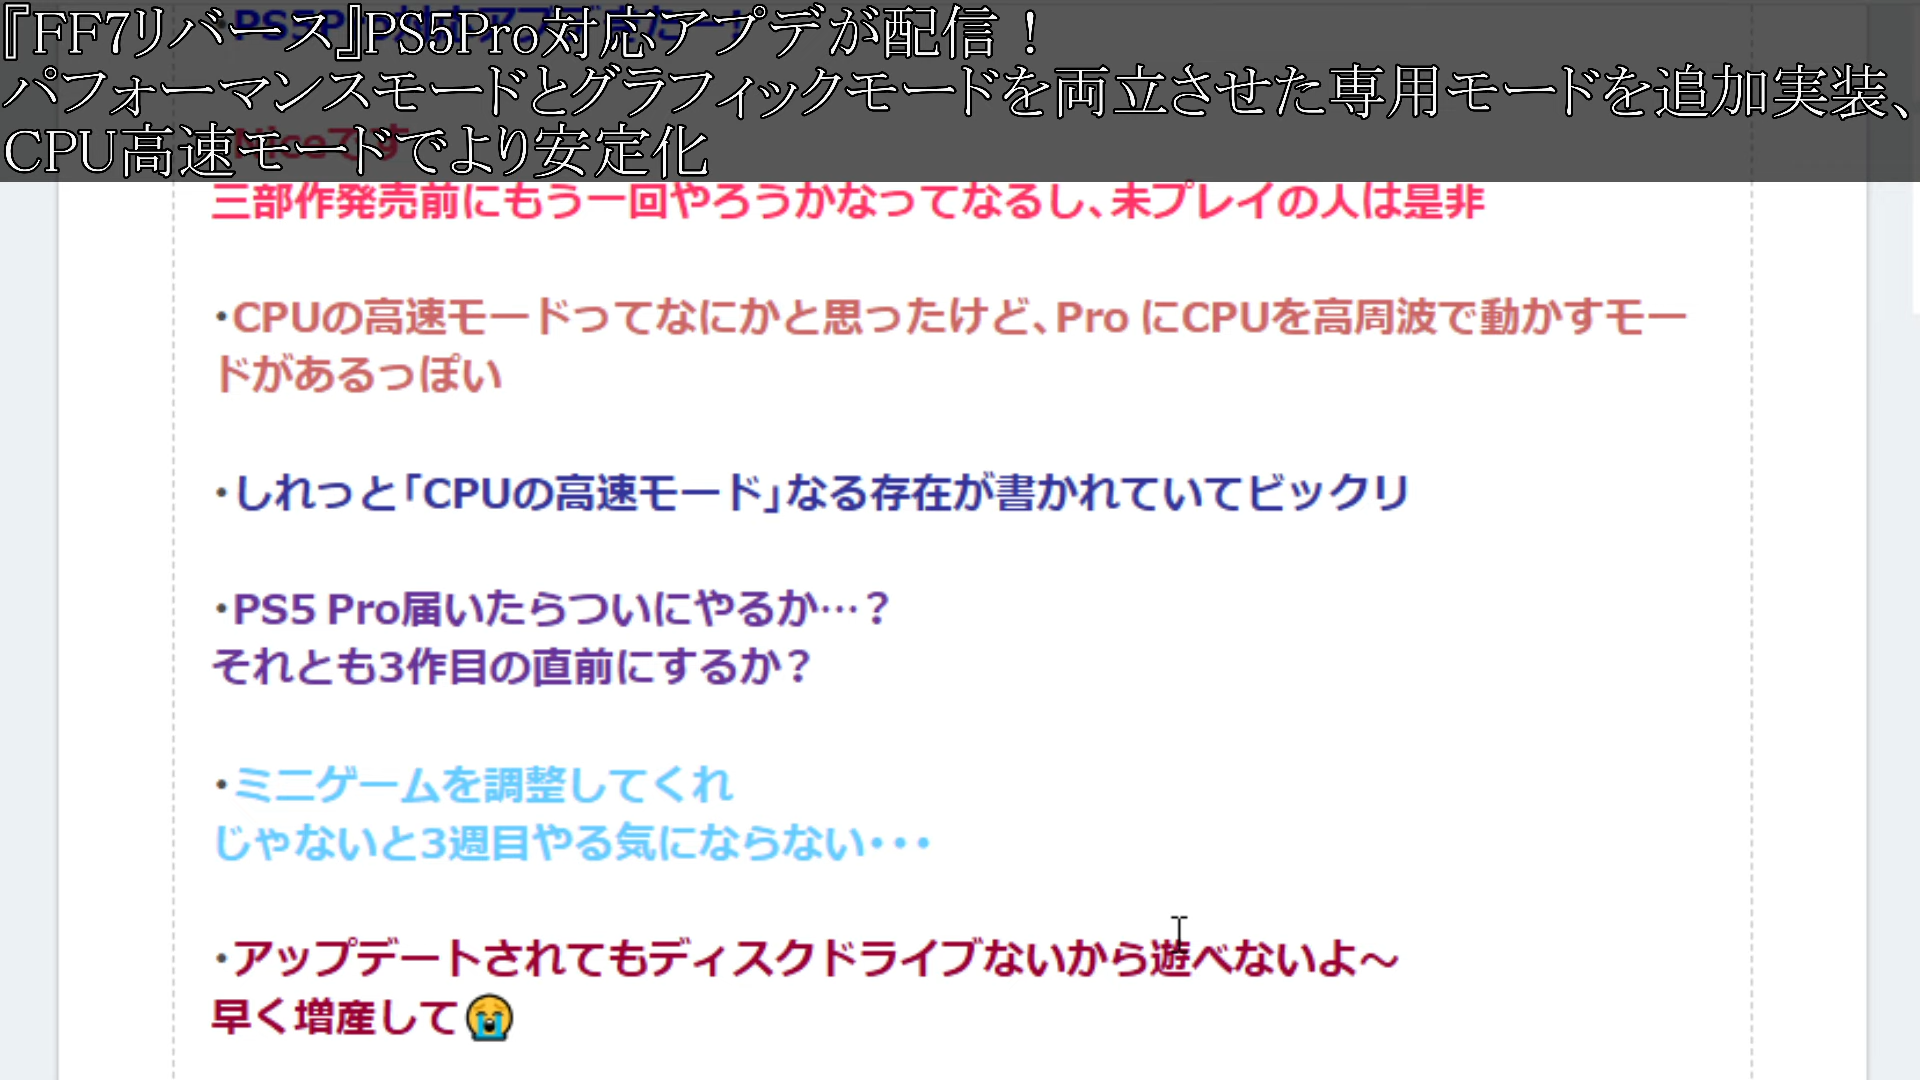 『FF7リバース』PS5Pro対応アプデが配信！
パフォーマンスモードとグラフィックモードを両立させた専用モードを追加実装、
CPU高速モードでより安定化
Niceです
三部作発売前にもう一回やろうかなってなるし、未プレイの人は是非
・CPUの高速モードってなにかと思ったけど、Pro にCPUを高周波で動かすモー
ドがあるっぽい
・しれっと「CPUの高速モード」なる存在が書かれていてビックリ
・PS5 Pro届いたらついにやるか…？
それとも3作目の直前にするか？
・ミニゲームを調整してくれ
じゃないと3週目やる気にならない・・・
・アップデートされてもディスクドライブないから遊べないよ～
早く増産して😭